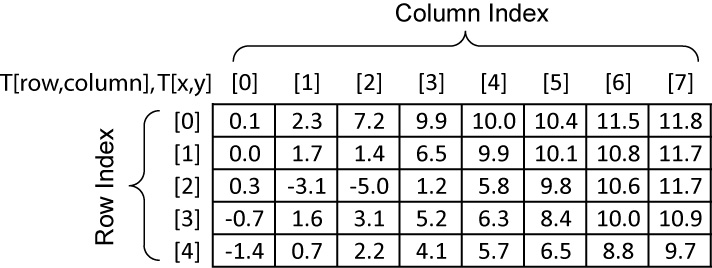 Column Index
T[row,column],T[x,y] [0] [1] [2] [3] [4] [5] [6] [7]
Row Index
[0] 0.1 2.3 7.2 9.9 10.0 10.4 11.5 11.8
[1] 0.0 1.7 1.4 6.5 9.9 10.1 10.8 11.7
[2] 0.3 -3.1 -5.0 1.2 5.8 9.8 10.6 11.7
[3] -0.7 1.6 3.1 5.2 6.3 8.4 10.0 10.9
[4] -1.4 0.7 2.2 4.1 5.7 6.5 8.8 9.7